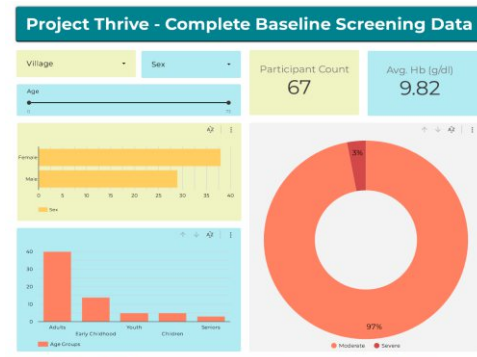 Project Thrive - Complete Baseline Screening Data
Village
Sex
Participant Count
67
Avg. Hb (g/dl)
9.82
Age
0
Female
Male
0 5 10 15 20 25 30 35 40
Sex
3%
97%
Moderate Severe
40
30
20
10
0
Adults Early Childhood Youth Children Seniors
Age Groups